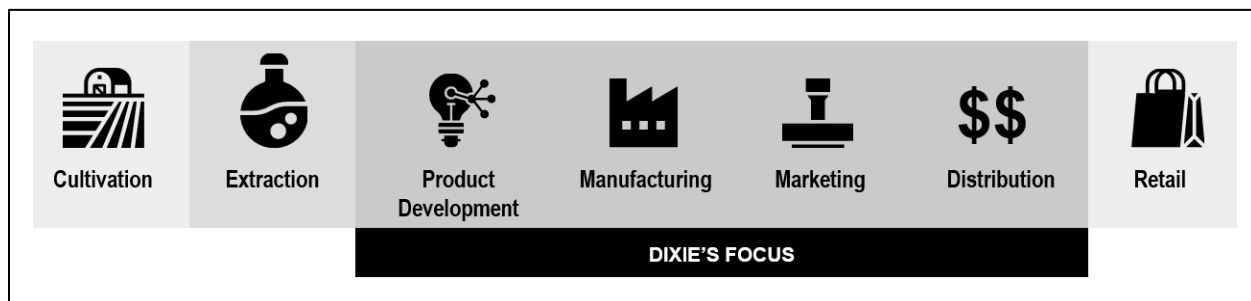 $$
Cultivation
Extraction
Product
Development
Manufacturing
Marketing
Distribution
Retail
DIXIE'S FOCUS